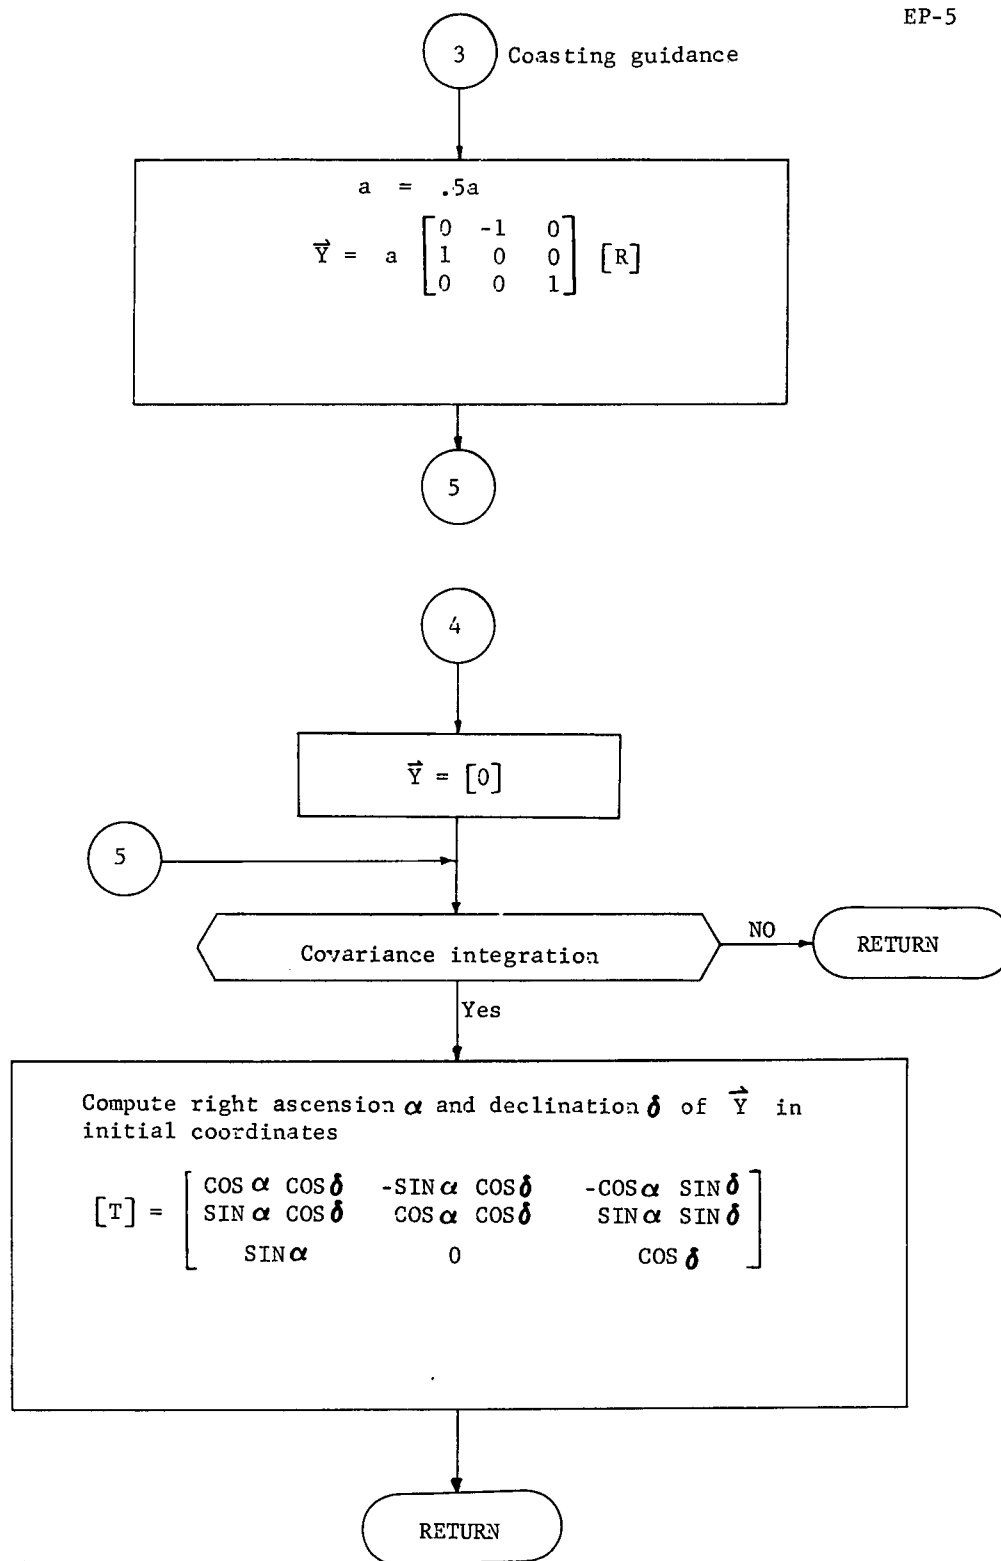 EP-5
3 Coasting guidance
a = .5a
Y⃗ = a [0 -1 0
1 0 0
0 0 1] [R]
5
4
Y⃗ = [0]
5
Covariance integration
NO
RETURN
Yes
Compute right ascension α and declination δ of Y⃗ in
initial coordinates
[T] = [COS α COS δ -SIN α COS δ -COS α SIN δ
SIN α COS δ COS α COS δ SIN α SIN δ
SIN α 0 COS δ]
RETURN